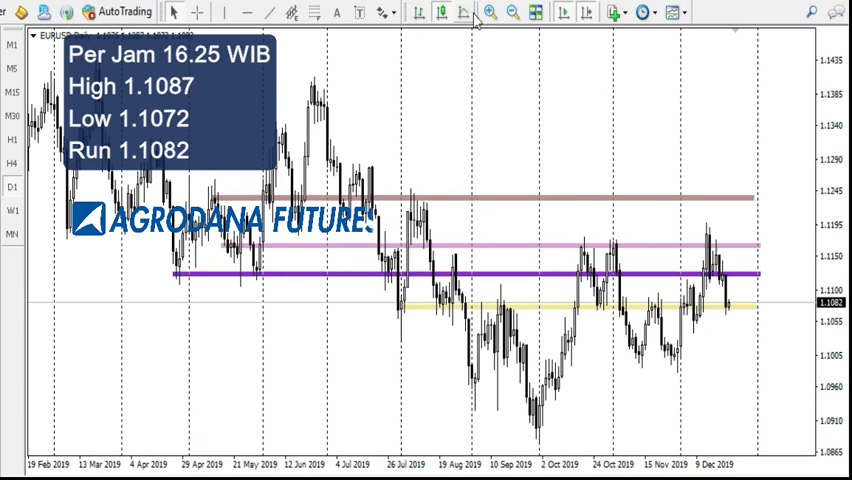 AutoTrading
M1
M5
M15
M30
H1
H4
D1
W1
MN
EURUSD Daily
Per Jam 16.25 WIB
High 1.1087
Low 1.1072
Run 1.1082
AGRODANA FUTURES
1.1435
1.1385
1.1340
1.1290
1.1245
1.1195
1.1150
1.1100
1.1082
1.1055
1.1005
1.0960
1.0910
1.0865
19 Feb 2019
13 Mar 2019
4 Apr 2019
29 Apr 2019
21 May 2019
12 Jun 2019
4 Jul 2019
26 Jul 2019
19 Aug 2019
10 Sep 2019
2 Oct 2019
24 Oct 2019
15 Nov 2019
9 Dec 2019